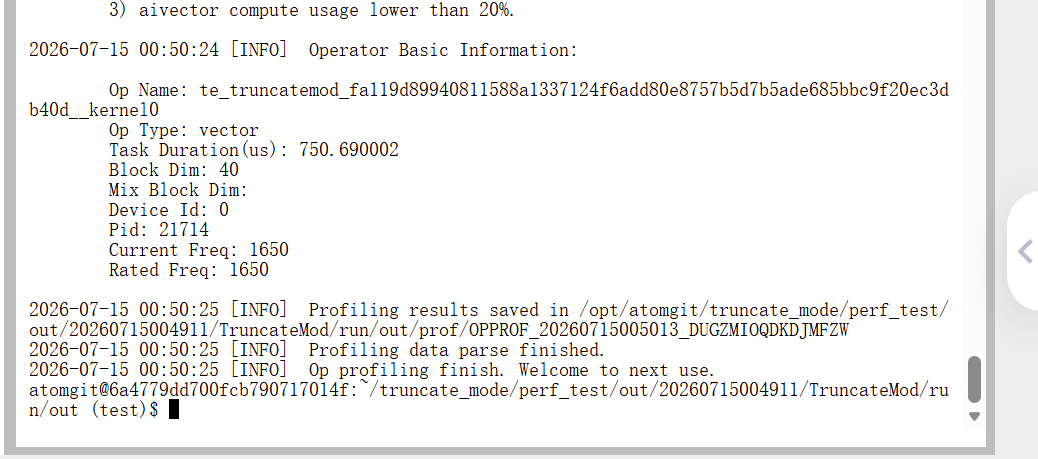 3) aivector compute usage lower than 20%.
2026-07-15 00:50:24 [INFO]  Operator Basic Information:
Op Name: te_truncatemod_fa119d89940811588a1337124f6add80e8757b5d7b5ade685bbc9f20ec3d
b40d__kernel0
Op Type: vector
Task Duration(us): 750.690002
Block Dim: 40
Mix Block Dim:
Device Id: 0
Pid: 21714
Current Freq: 1650
Rated Freq: 1650
2026-07-15 00:50:25 [INFO]  Profiling results saved in /opt/atomgit/truncate_mode/perf_test/
out/20260715004911/TruncateMod/run/out/prof/OPPROF_20260715005013_DUGZMIOQDKDJMFZW
2026-07-15 00:50:25 [INFO]  Profiling data parse finished.
2026-07-15 00:50:25 [INFO]  Op profiling finish. Welcome to next use.
atomgit@6a4779dd700fcb790717014f:~/truncate_mode/perf_test/out/20260715004911/TruncateMod/ru
n/out (test)$